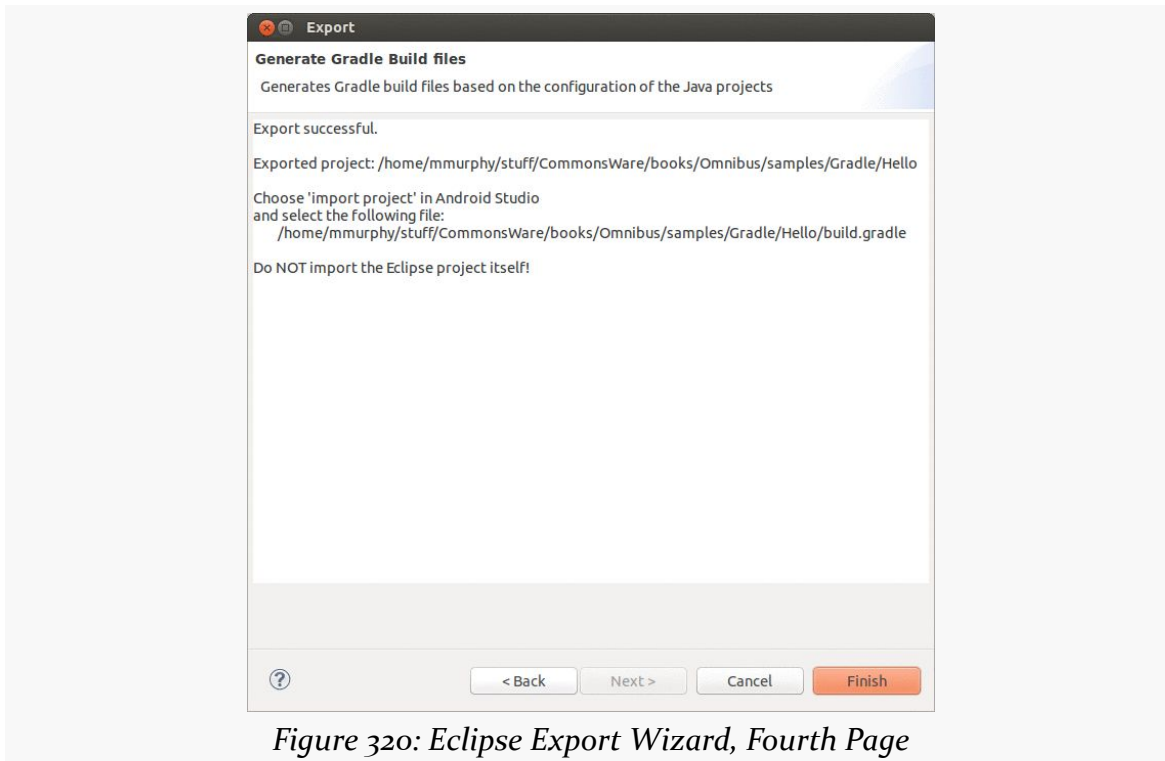 Export
Generate Gradle Build files
Generates Gradle build files based on the configuration of the Java projects
Export successful.
Exported project: /home/mmurphy/stuff/CommonsWare/books/Omnibus/samples/Gradle/Hello
Choose 'import project' in Android Studio
and select the following file:
/home/mmurphy/stuff/CommonsWare/books/Omnibus/samples/Gradle/Hello/build.gradle
Do NOT import the Eclipse project itself!
?
< Back
Next >
Cancel
Finish
Figure 320: Eclipse Export Wizard, Fourth Page